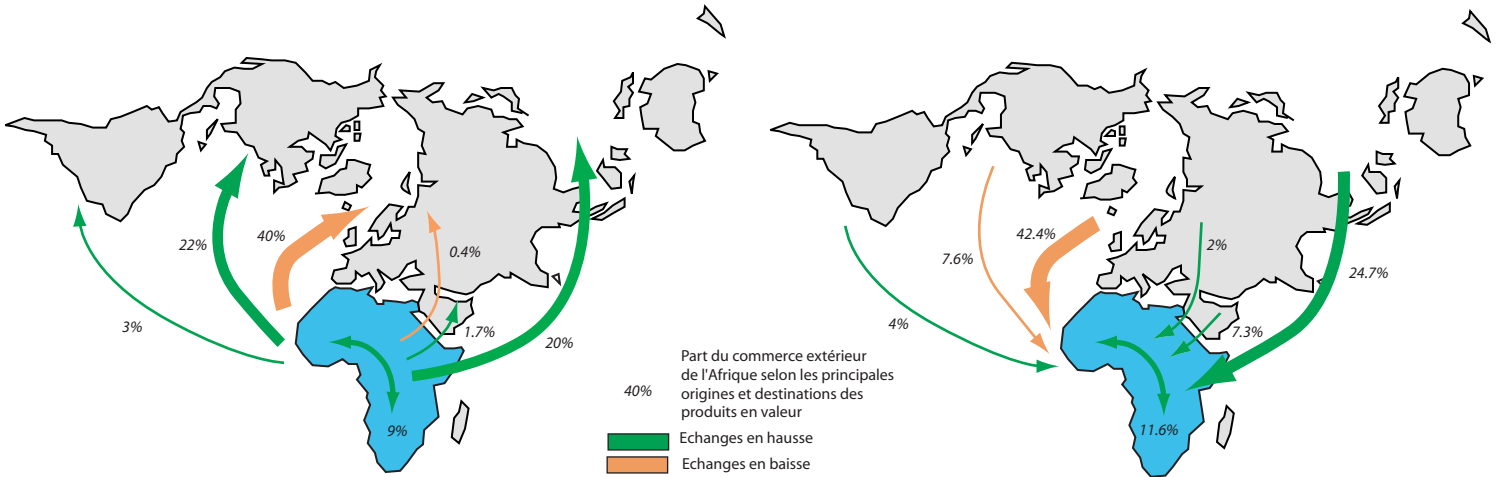 22%
40%
0.4%
3%
1.7%
20%
9%
40%
Part du commerce extérieur
de l'Afrique selon les principales
origines et destinations des
produits en valeur
Echanges en hausse
Echanges en baisse
42.4%
7.6%
2%
24.7%
4%
7.3%
11.6%